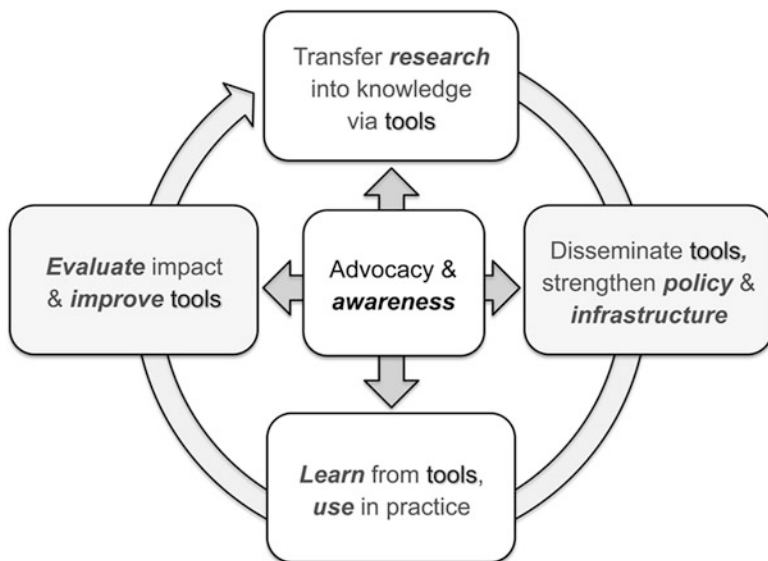 Transfer research
into knowledge
via tools
Evaluate impact
& improve tools
Advocacy &
awareness
Disseminate tools,
strengthen policy &
infrastructure
Learn from tools,
use in practice